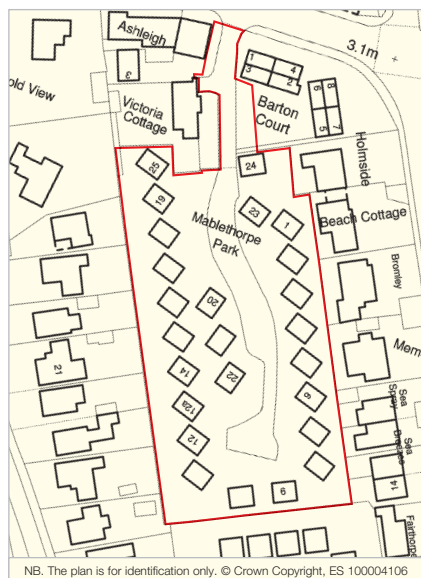 Ashleigh
3
old View
Victoria
Cottage
3.1m
1
4
3
2
Barton
Court
6
8
5
7
Holmside
25
24
19
23
1
Mablethorpe
Park
Beach Cottage
Bromley
20
Mem
14
22
21
12a
6
Sea
Spray
12
Sea
Breezes
14
9
Fairthorpe
NB. The plan is for identification only. © Crown Copyright, ES 100004106